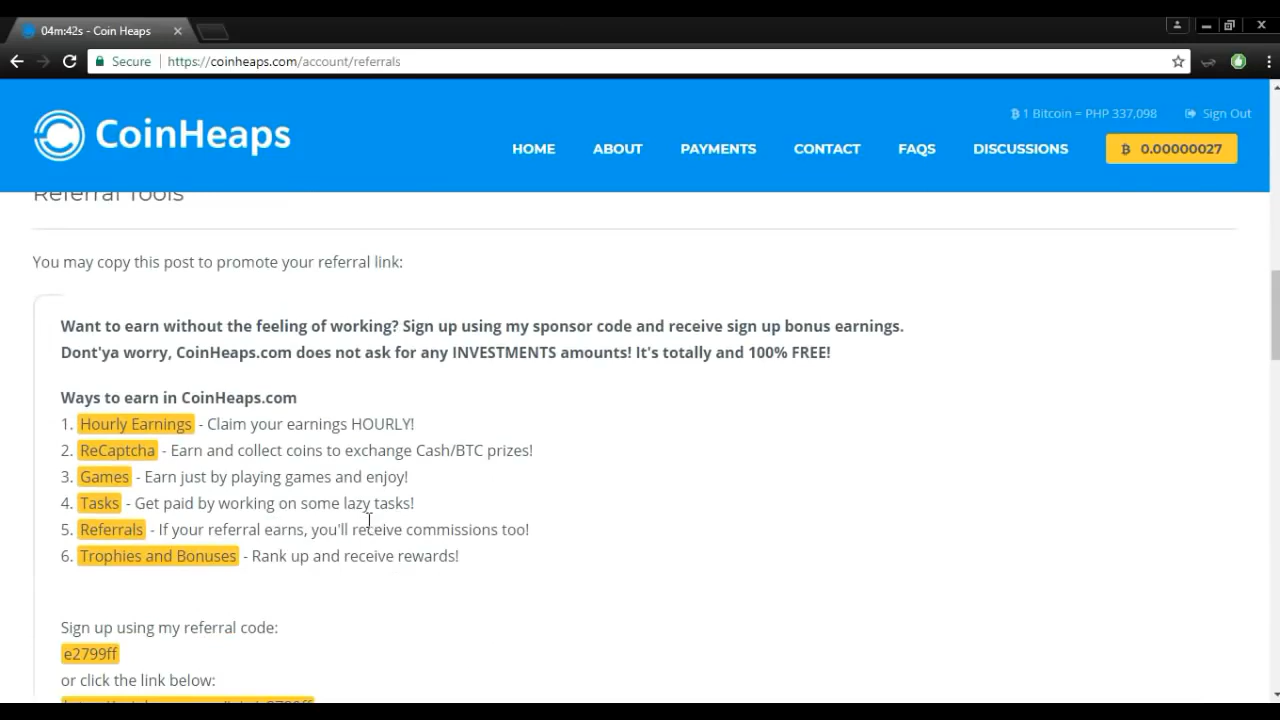 04m:42s - Coin Heaps
Secure https://coinheaps.com/account/referrals
1 Bitcoin = PHP 337,098 Sign Out
CoinHeaps
HOME ABOUT PAYMENTS CONTACT FAQS DISCUSSIONS 0.00000027
Referral Tools
You may copy this post to promote your referral link:
Want to earn without the feeling of working? Sign up using my sponsor code and receive sign up bonus earnings.
Dont'ya worry, CoinHeaps.com does not ask for any INVESTMENTS amounts! It's totally and 100% FREE!
Ways to earn in CoinHeaps.com
1. Hourly Earnings - Claim your earnings HOURLY!
2. ReCaptcha - Earn and collect coins to exchange Cash/BTC prizes!
3. Games - Earn just by playing games and enjoy!
4. Tasks - Get paid by working on some lazy tasks!
5. Referrals - If your referral earns, you'll receive commissions too!
6. Trophies and Bonuses - Rank up and receive rewards!
Sign up using my referral code:
e2799ff
or click the link below: